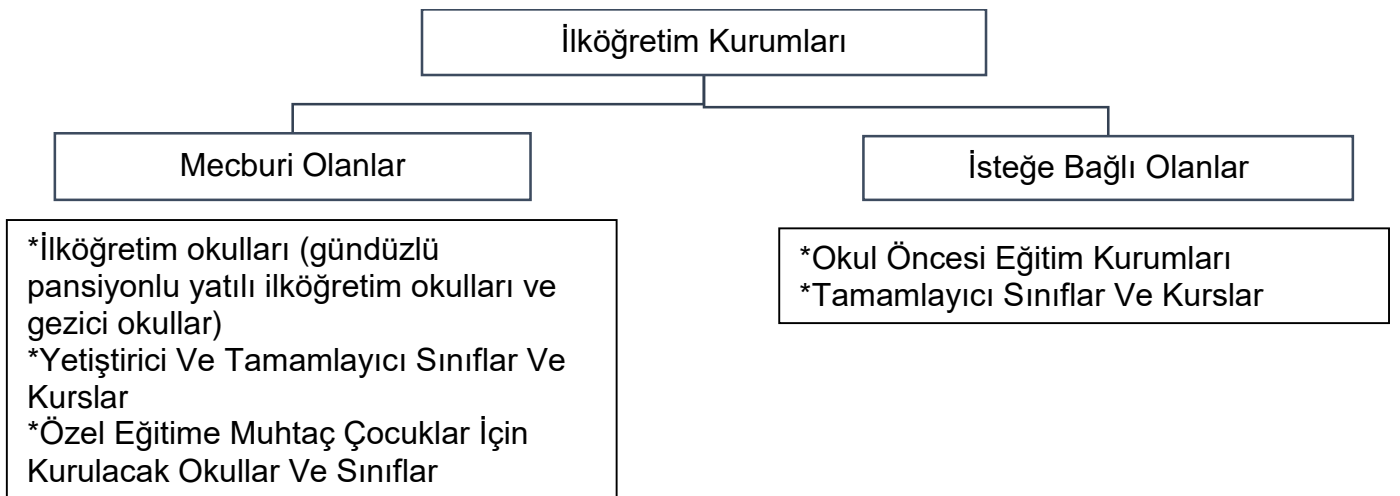 İlköğretim Kurumları
Mecburi Olanlar
İsteğe Bağlı Olanlar
*İlköğretim okulları (gündüzlü
pansiyonlu yatılı ilköğretim okulları ve
gezici okullar)
*Yetiştirici Ve Tamamlayıcı Sınıflar Ve
Kurslar
*Özel Eğitime Muhtaç Çocuklar İçin
Kurulacak Okullar Ve Sınıflar
*Okul Öncesi Eğitim Kurumları
*Tamamlayıcı Sınıflar Ve Kurslar